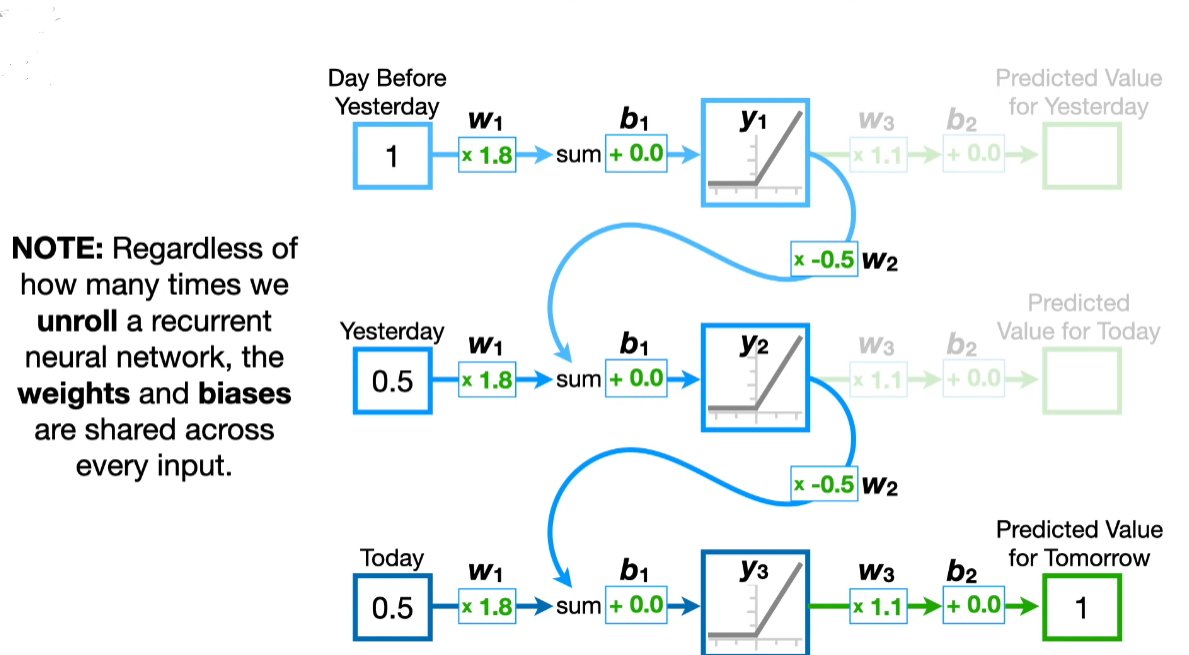 Day Before
Yesterday
1
w1
x 1.8
sum
b1
+ 0.0
y1
w3
x 1.1
b2
+ 0.0
Predicted Value
for Yesterday
x -0.5 w2
NOTE: Regardless of
how many times we
unroll a recurrent
neural network, the
weights and biases
are shared across
every input.
Yesterday
0.5
w1
x 1.8
sum
b1
+ 0.0
y2
w3
x 1.1
b2
+ 0.0
Predicted
Value for Today
x -0.5 w2
Today
0.5
w1
x 1.8
sum
b1
+ 0.0
y3
w3
x 1.1
b2
+ 0.0
Predicted Value
for Tomorrow
1